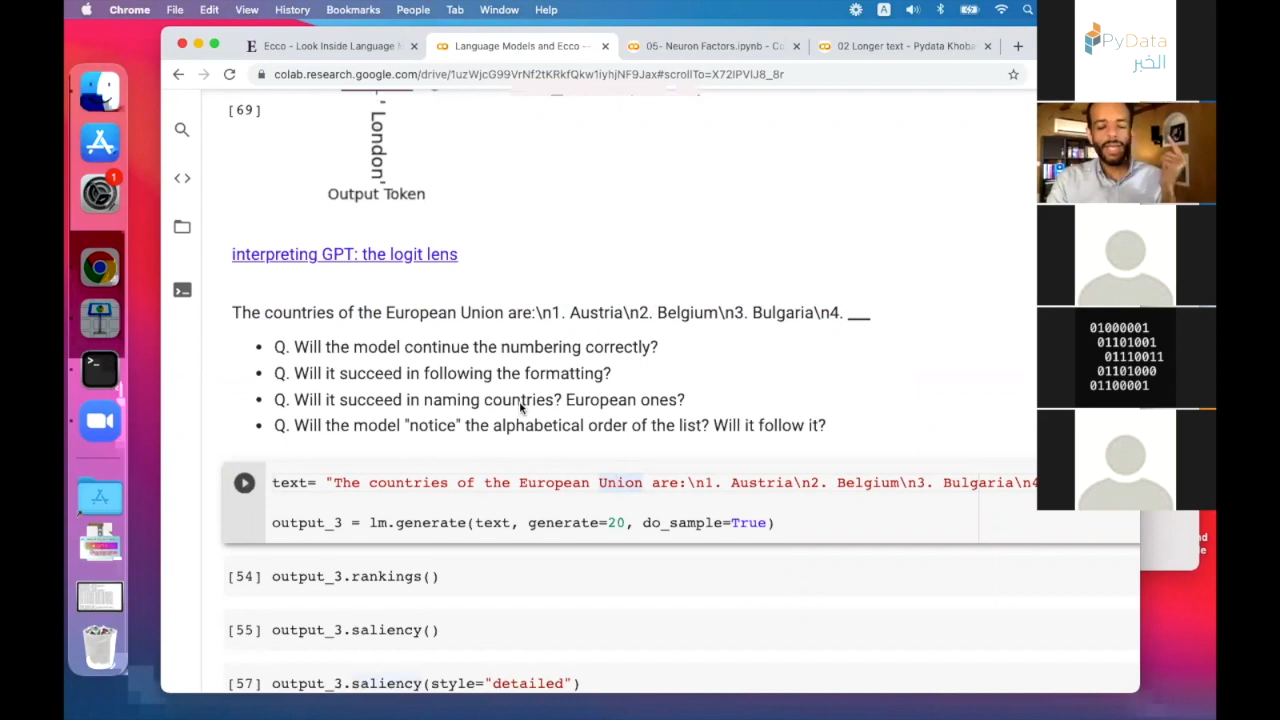 Chrome File Edit View History Bookmarks People Tab Window Help
A
PyData
الخبر
E Ecco - Look Inside Language M
Language Models and Ecco --
05- Neuron Factors.ipynb - Co
02 Longer text - Pydata Khoba
colab.research.google.com/drive/1uzWjcG99VrNf2tKRkfQkw1iyhjNF9Jax#scrollTo=X72IPVlJ8_8r
[69]
'London'
Output Token
1
interpreting GPT: the logit lens
The countries of the European Union are:\n1. Austria\n2. Belgium\n3. Bulgaria\n4. __
• Q. Will the model continue the numbering correctly?
• Q. Will it succeed in following the formatting?
• Q. Will it succeed in naming countries? European ones?
• Q. Will the model "notice" the alphabetical order of the list? Will it follow it?
01000001
01101001
01110011
01101000
01100001
text= "The countries of the European Union are:\n1. Austria\n2. Belgium\n3. Bulgaria\n4
output_3 = lm.generate(text, generate=20, do_sample=True)
[54] output_3.rankings()
[55] output_3.saliency()
[57] output_3.saliency(style="detailed")